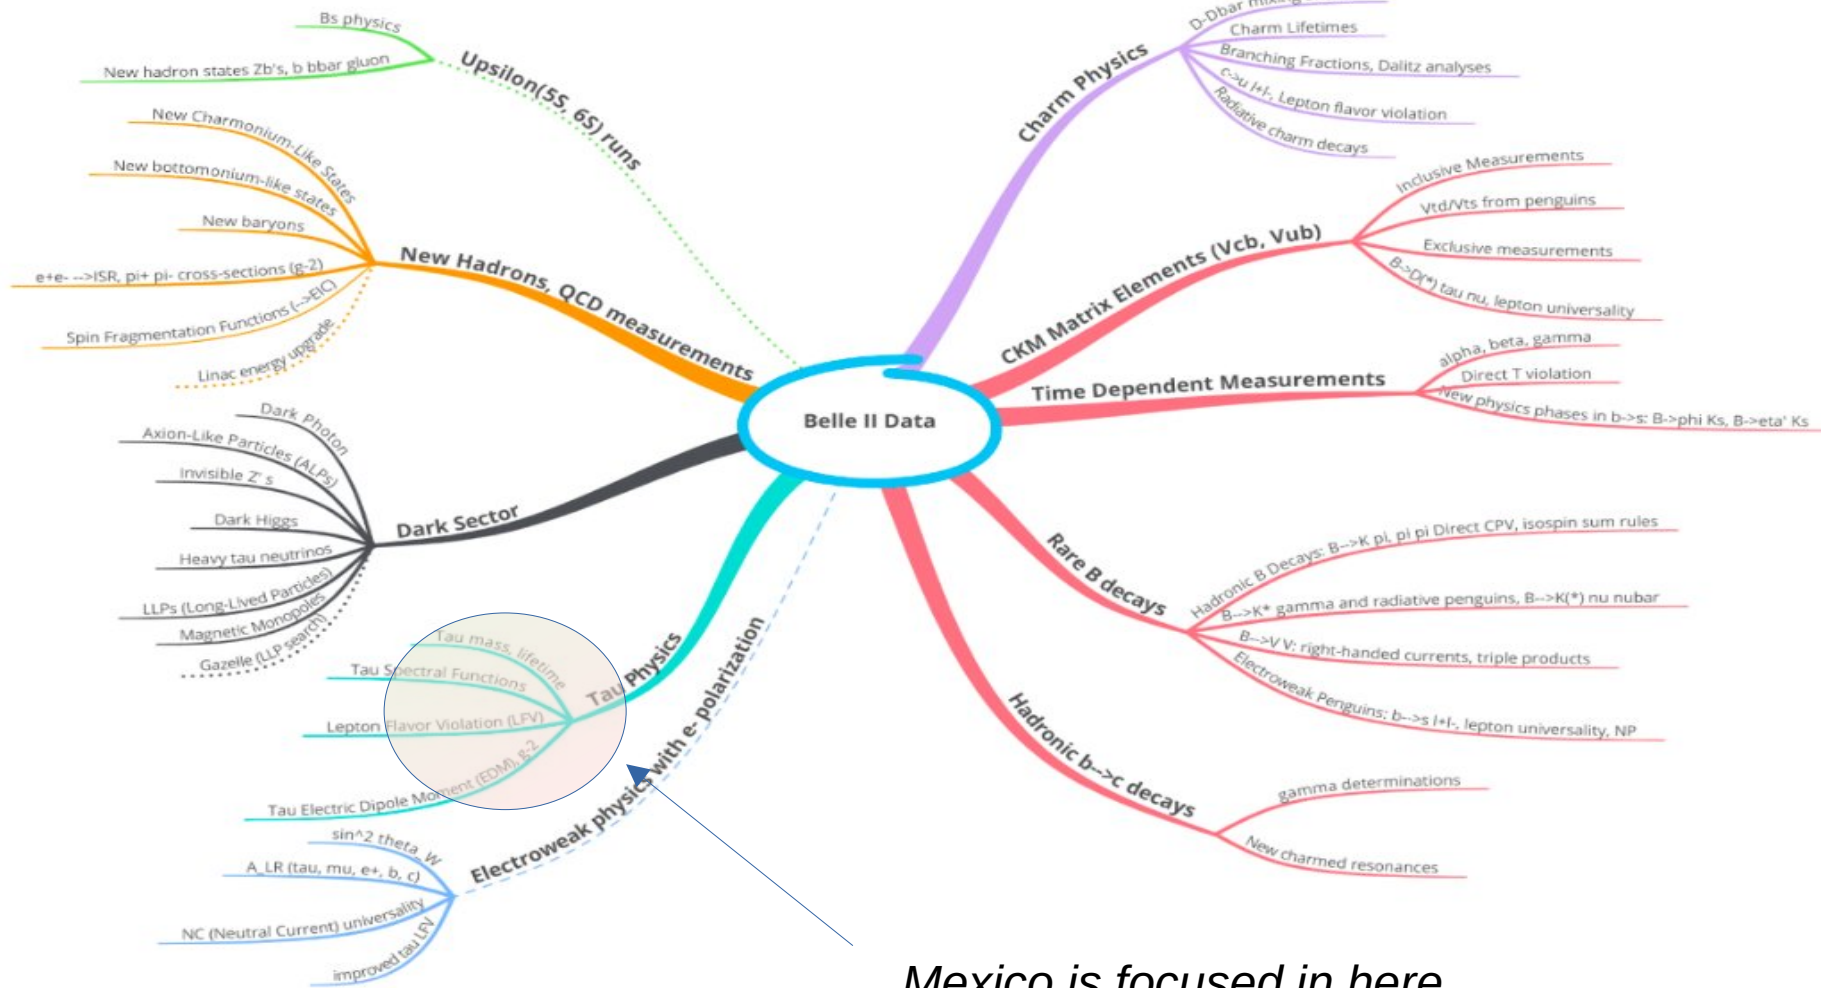 Bs physics
New hadron states Zb's, b bbar gluon
Upsilon(5S, 6S) runs
New Charmonium-Like States
New bottomonium-like states
New baryons
e+e- -->ISR, pi+ pi- cross-sections (g-2)
Spin Fragmentation Functions (-->EIC)
Linac energy upgrade
New Hadrons, QCD measurements
Dark Photon
Axion-Like Particles (ALPs)
Invisible Z' s
Dark Higgs
Heavy tau neutrinos
LLPs (Long-Lived Particles)
Magnetic Monopoles
Gazelle (LLP search)
Dark Sector
Tau mass, lifetime
Tau Spectral Functions
Lepton Flavor Violation (LFV)
Tau Electric Dipole Moment (EDM), g-2
Tau Physics
sin^2 theta_W
A_LR (tau, mu, e+, b, c)
NC (Neutral Current) universality
improved tau LFV
Electroweak physics with e- polarization
Belle II Data
Charm Physics
D-Dbar mixing
Charm Lifetimes
Branching Fractions, Dalitz analyses
c->u l+l-, Lepton flavor violation
Radiative charm decays
CKM Matrix Elements (Vcb, Vub)
Inclusive Measurements
Vtd/Vts from penguins
Exclusive measurements
B->D(*) tau nu, lepton universality
Time Dependent Measurements
alpha, beta, gamma
Direct T violation
New physics phases in b->s: B->phi Ks, B->eta' Ks
Rare B decays
Hadronic B Decays: B-->K pi, pi pi Direct CPV, isospin sum rules
B-->K* gamma and radiative penguins, B-->K(*) nu nubar
B-->V V: right-handed currents, triple products
Electroweak Penguins: b-->s l+l-, lepton universality, NP
Hadronic b-->c decays
gamma determinations
New charmed resonances
Mexico is focused in here